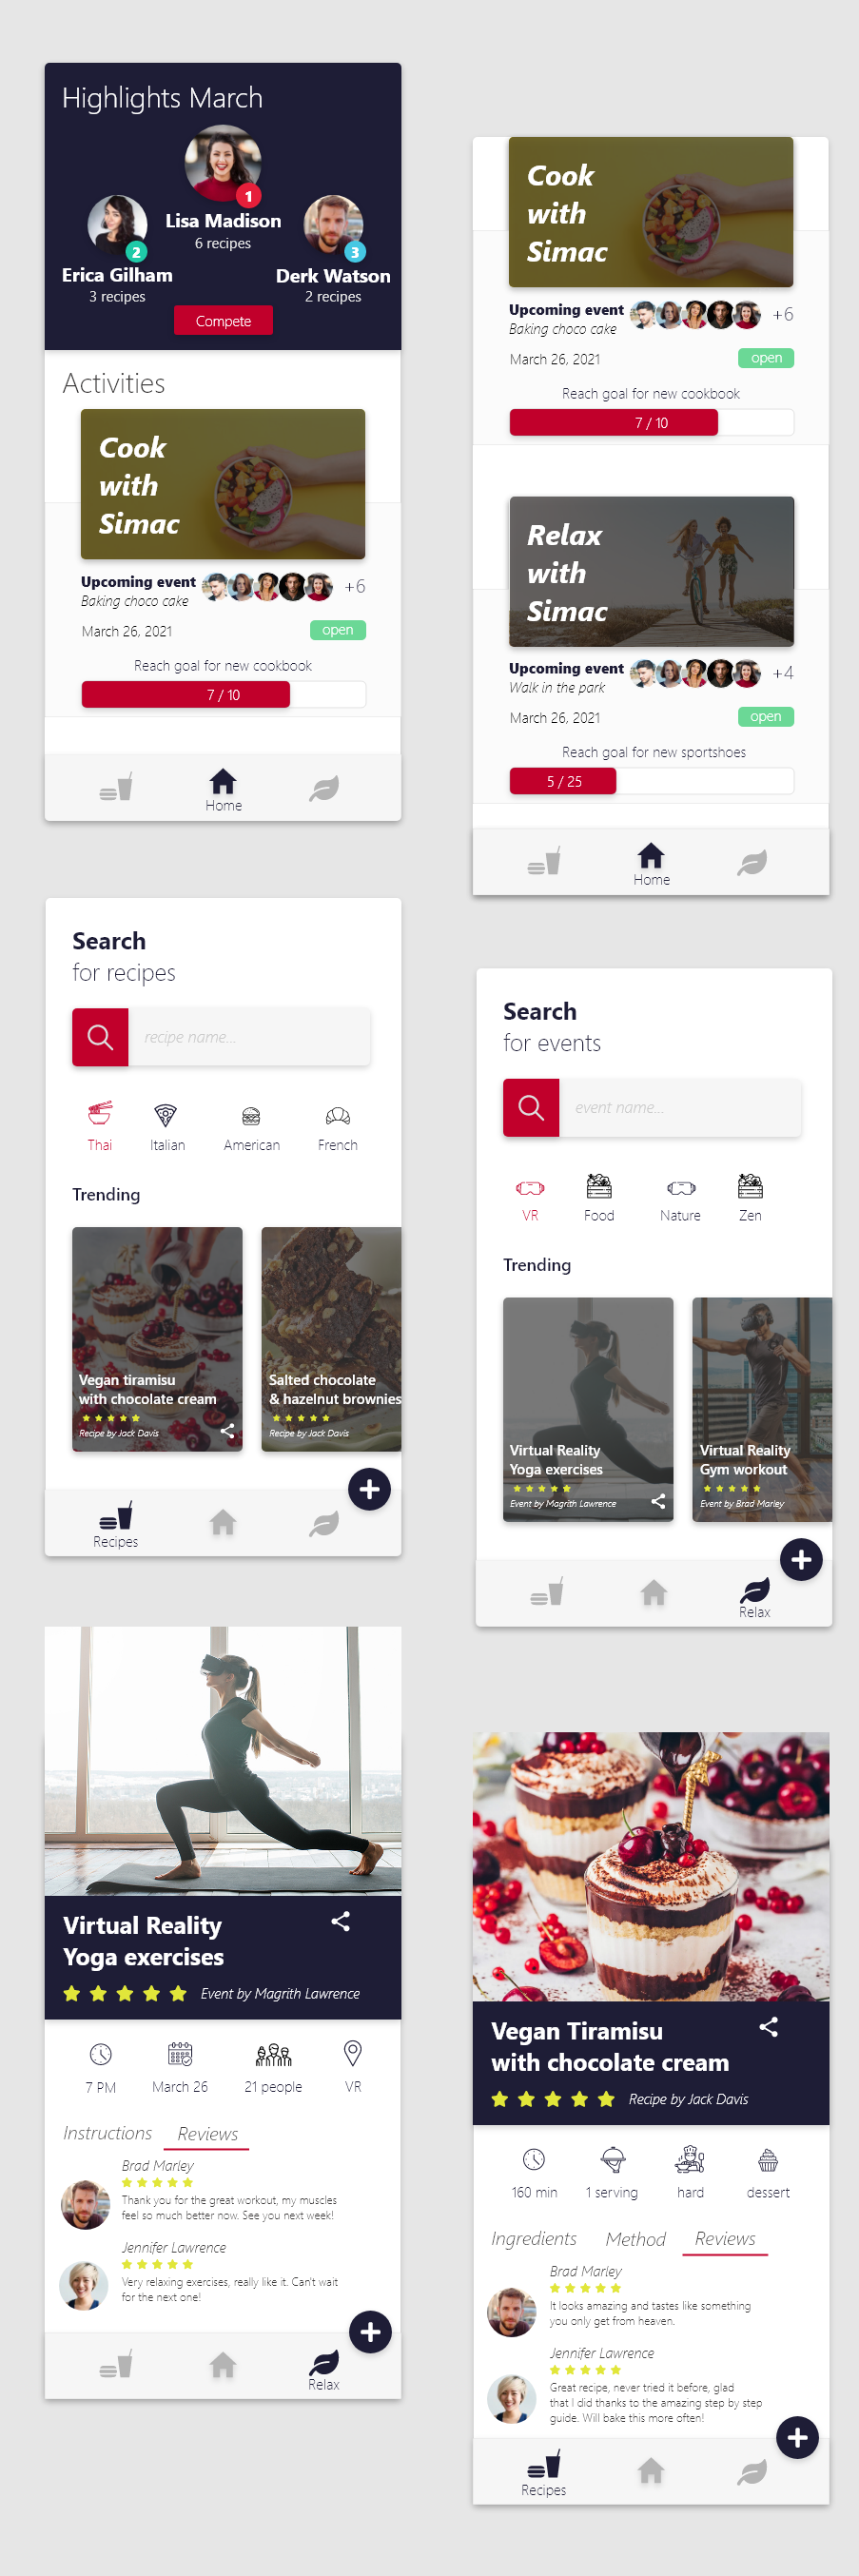 Highlights March
1
Lisa Madison
6 recipes
2
Erica Gilham
3 recipes
3
Derk Watson
2 recipes
Compete
Activities
Cook
with
Simac
Upcoming event
+6
Baking choco cake
March 26, 2021
open
Reach goal for new cookbook
7 / 10
Home
Cook
with
Simac
Upcoming event
+6
Baking choco cake
March 26, 2021
open
Reach goal for new cookbook
7 / 10
Relax
with
Simac
Upcoming event
+4
Walk in the park
March 26, 2021
open
Reach goal for new sportshoes
5 / 25
Home
Search
for recipes
recipe name...
Thai
Italian
American
French
Trending
Vegan tiramisu
with chocolate cream
Recipe by Jack Davis
Salted chocolate
& hazelnut brownies
Recipe by Jack Davis
Recipes
Search
for events
event name...
VR
Food
Nature
Zen
Trending
Virtual Reality
Yoga exercises
Event by Magrith Lawrence
Virtual Reality
Gym workout
Event by Brad Marley
Relax
Virtual Reality
Yoga exercises
Event by Magrith Lawrence
7 PM
March 26
21 people
VR
Instructions
Reviews
Brad Marley
Thank you for the great workout, my muscles
feel so much better now. See you next week!
Jennifer Lawrence
Very relaxing exercises, really like it. Can't wait
for the next one!
Relax
Vegan Tiramisu
with chocolate cream
Recipe by Jack Davis
160 min
1 serving
hard
dessert
Ingredients
Method
Reviews
Brad Marley
It looks amazing and tastes like something
you only get from heaven.
Jennifer Lawrence
Great recipe, never tried it before, glad
that I did thanks to the amazing step by step
guide. Will bake this more often!
Recipes